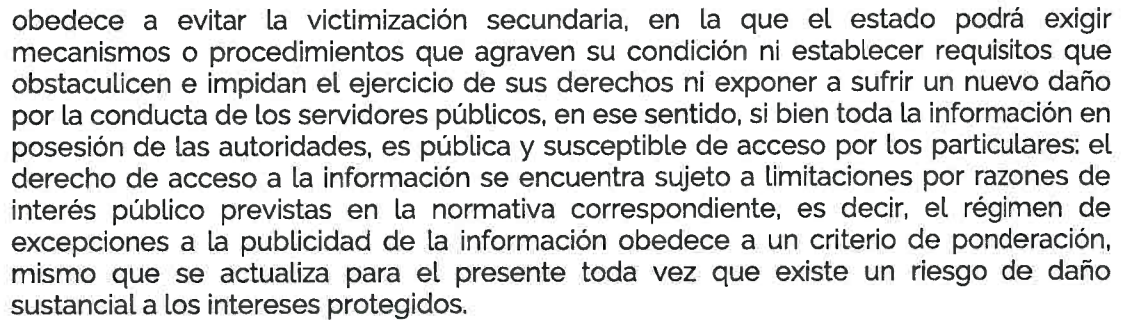 obedece a evitar la victimización secundaria, en la que el estado podrá exigir
mecanismos o procedimientos que agraven su condición ni establecer requisitos que
obstaculicen e impidan el ejercicio de sus derechos ni exponer a sufrir un nuevo daño
por la conducta de los servidores públicos, en ese sentido, si bien toda la información en
posesión de las autoridades, es pública y susceptible de acceso por los particulares: el
derecho de acceso a la información se encuentra sujeto a limitaciones por razones de
interés público previstas en la normativa correspondiente, es decir, el régimen de
excepciones a la publicidad de la información obedece a un criterio de ponderación,
mismo que se actualiza para el presente toda vez que existe un riesgo de daño
sustancial a los intereses protegidos.